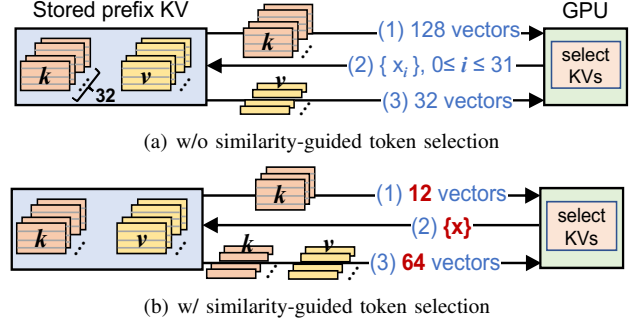 Stored prefix KV
GPU
k
(1) 128 vectors
k
v
32
(2) { xᵢ }, 0≤ i ≤ 31
select
KVs
v
(3) 32 vectors
(a) w/o similarity-guided token selection
k
(1) 12 vectors
k
v
(2) {x}
select
KVs
k
v
(3) 64 vectors
(b) w/ similarity-guided token selection